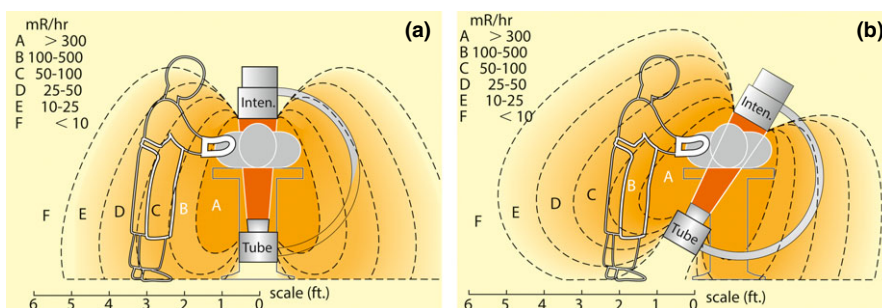 (a)
mR/hr
A > 300
B 100-500
C 50-100
D 25-50
E 10-25
F < 10
Inten.
F E D C B A
Tube
6 5 4 3 2 1 0 scale (ft.)
(b)
mR/hr
A > 300
B 100-500
C 50-100
D 25-50
E 10-25
F < 10
Inten.
F E D C B A
Tube
6 5 4 3 2 1 0 scale (ft.)